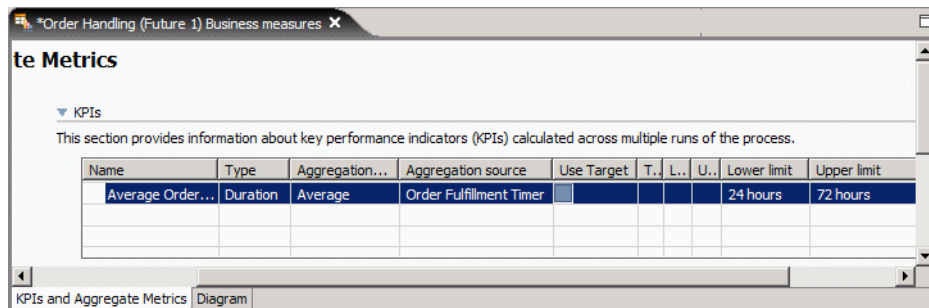 *Order Handling (Future 1) Business measures
te Metrics
KPIs
This section provides information about key performance indicators (KPIs) calculated across multiple runs of the process.
Name Type Aggregation... Aggregation source Use Target T.. L... U.. Lower limit Upper limit
Average Order... Duration Average Order Fulfillment Timer 24 hours 72 hours
KPIs and Aggregate Metrics Diagram